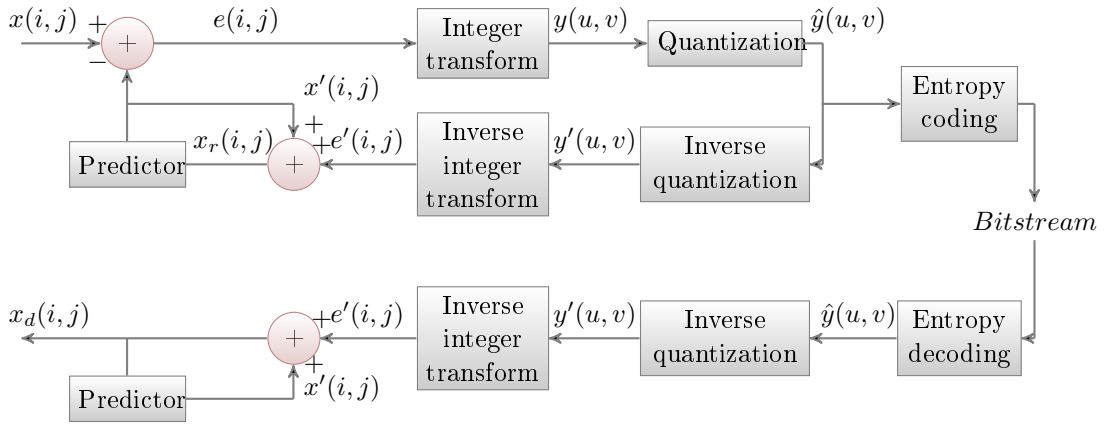 x(i, j)
+
+
−
e(i, j)
Integer
transform
y(u, v)
Quantization
ŷ(u, v)
Entropy
coding
x′(i, j)
+
Predictor
x_r(i, j)
+
+
e′(i, j)
Inverse
integer
transform
y′(u, v)
Inverse
quantization
Bitstream
x_d(i, j)
+
+
e′(i, j)
Inverse
integer
transform
y′(u, v)
Inverse
quantization
ŷ(u, v)
Entropy
decoding
+
x′(i, j)
Predictor